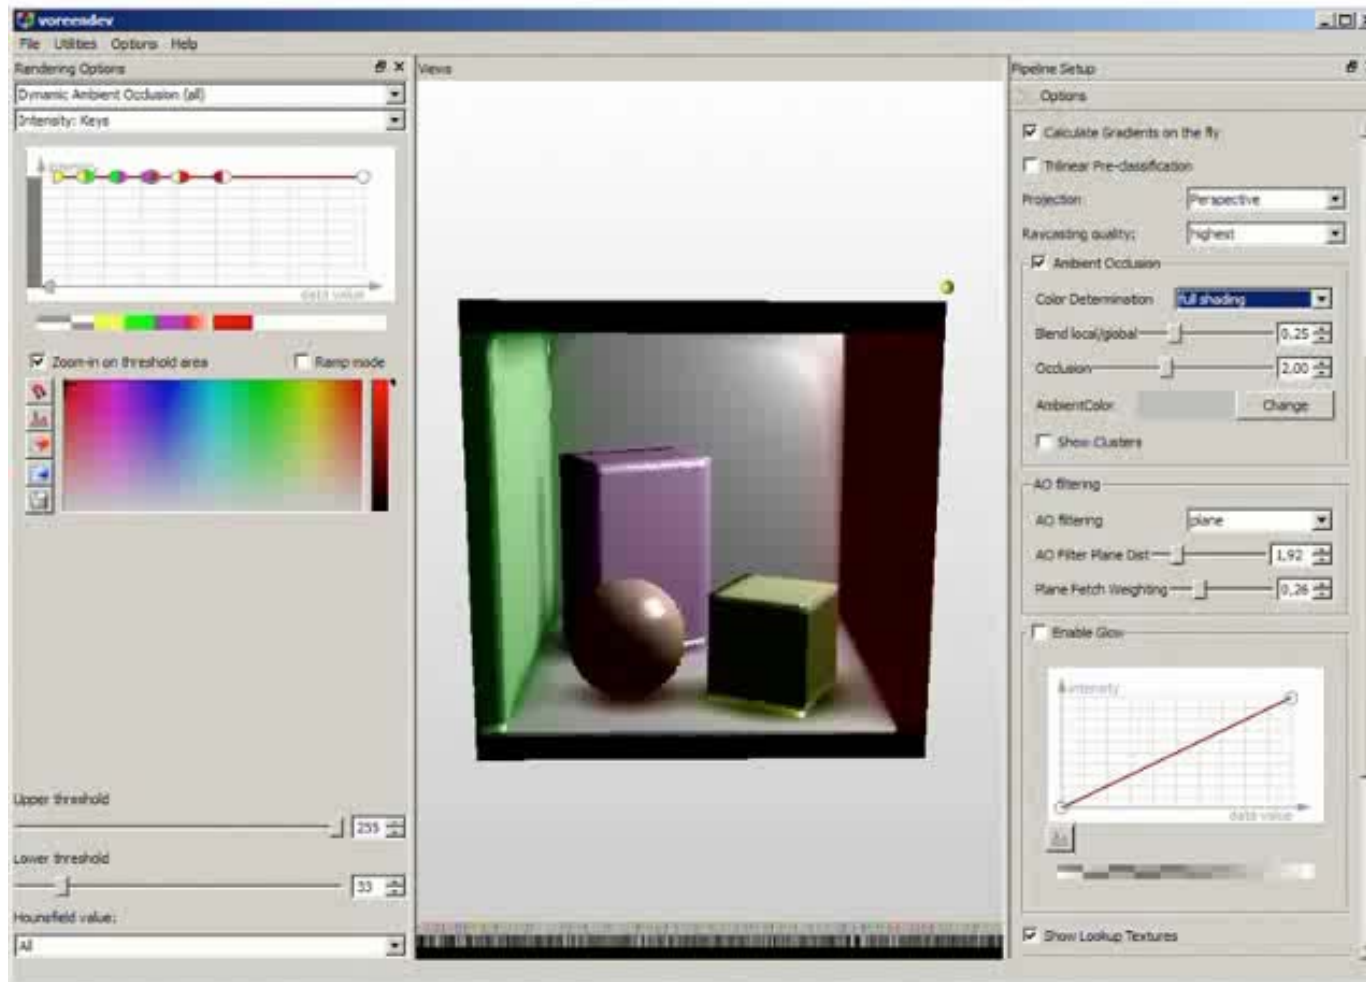 voreendev
File Utilities Options Help
Rendering Options
Dynamic Ambient Occlusion (all)
Intensity: Keys
intensity
data value
Zoom-in on threshold area
Ramp mode
Upper threshold
255
Lower threshold
33
Hounsfield value:
All
Views
Pipeline Setup
Options
Calculate Gradients on the fly
Trilinear Pre-classification
Projection
Perspective
Raycasting quality:
highest
Ambient Occlusion
Color Determination
full shading
Blend local/global
0,25
Occlusion
2,00
AmbientColor
Change
Show Clusters
AO filtering
AO filtering
plane
AO Filter Plane Dist
1,92
Plane Fetch Weighting
0,26
Enable Glow
intensity
data value
Show Lookup Textures